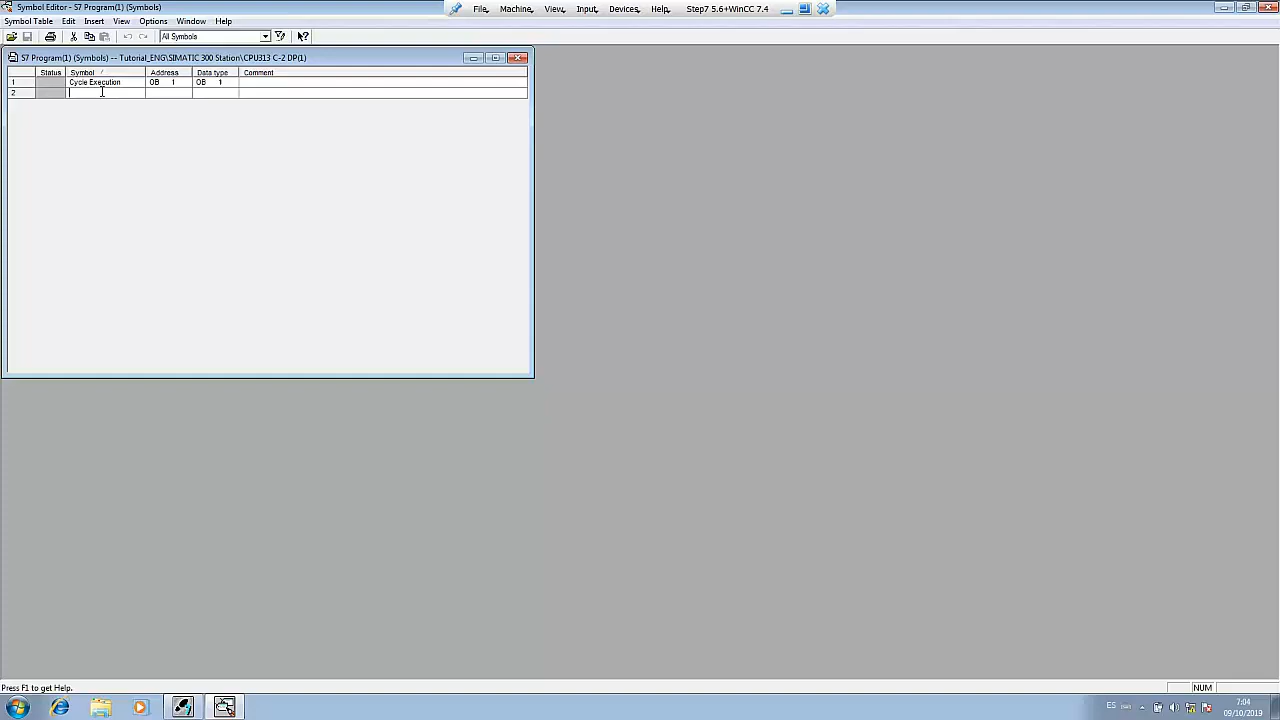 Symbol Editor - S7 Program(1) (Symbols)
File Machine View Input Devices Help Step7 5.6+WinCC 7.4
Symbol Table Edit Insert View Options Window Help
All Symbols
S7 Program(1) (Symbols) -- Tutorial_ENG\SIMATIC 300 Station\CPU313 C-2 DP(1)
Status Symbol Address Data type Comment
1 Cycle Execution OB 1 OB 1
2
Press F1 to get Help.
NUM
ES
7:04
09/10/2019